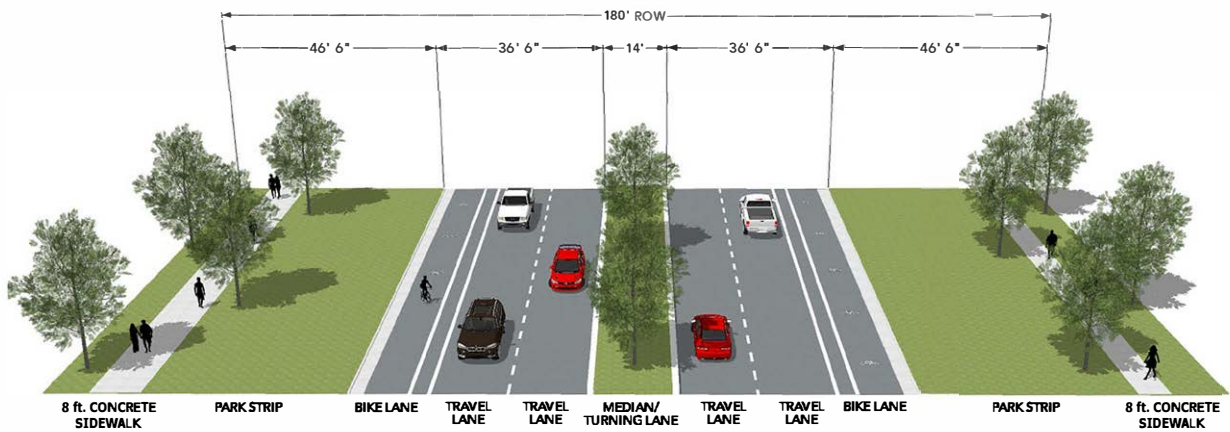 180' ROW
46' 6"
36' 6"
14'
36' 6"
46' 6"
8 ft. CONCRETE
SIDEWALK
PARK STRIP
BIKE LANE
TRAVEL
LANE
TRAVEL
LANE
MEDIAN/
TURNING LANE
TRAVEL
LANE
TRAVEL
LANE
BIKE LANE
PARK STRIP
8 ft. CONCRETE
SIDEWALK